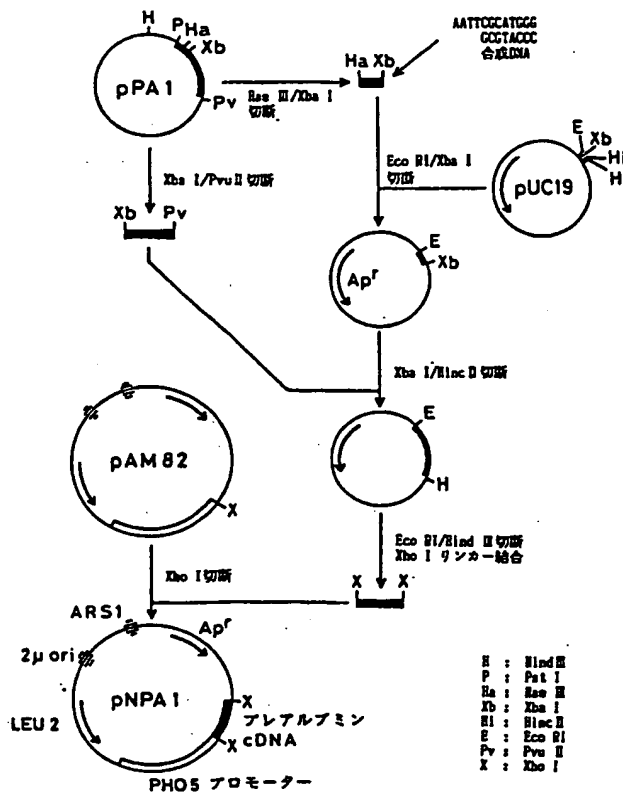 H
P
Ha
Xb
pPA1
Pv
Hae III/Xba I
切断
Ha Xb
AATTCGCATGGG
GCGTACCC
合成DNA
Xba I/Pvu II 切断
Eco RI/Xba I
切断
E
Xb
Hi
H
pUC19
Xb Pv
E
Xb
Apr
Xba I/Hinc II 切断
pAM82
X
E
H
Xho I 切断
Eco RI/Hind III 切断
Xho I リンカー結合
X X
ARS1
Apr
2μ ori
pNPA1
LEU2
X
プレアルブミン
X cDNA
PHO5 プロモーター
H : Hind III
P : Pst I
Ha : Hae III
Xb : Xba I
Hi : Hinc II
E : Eco RI
Pv : Pvu II
X : Xho I